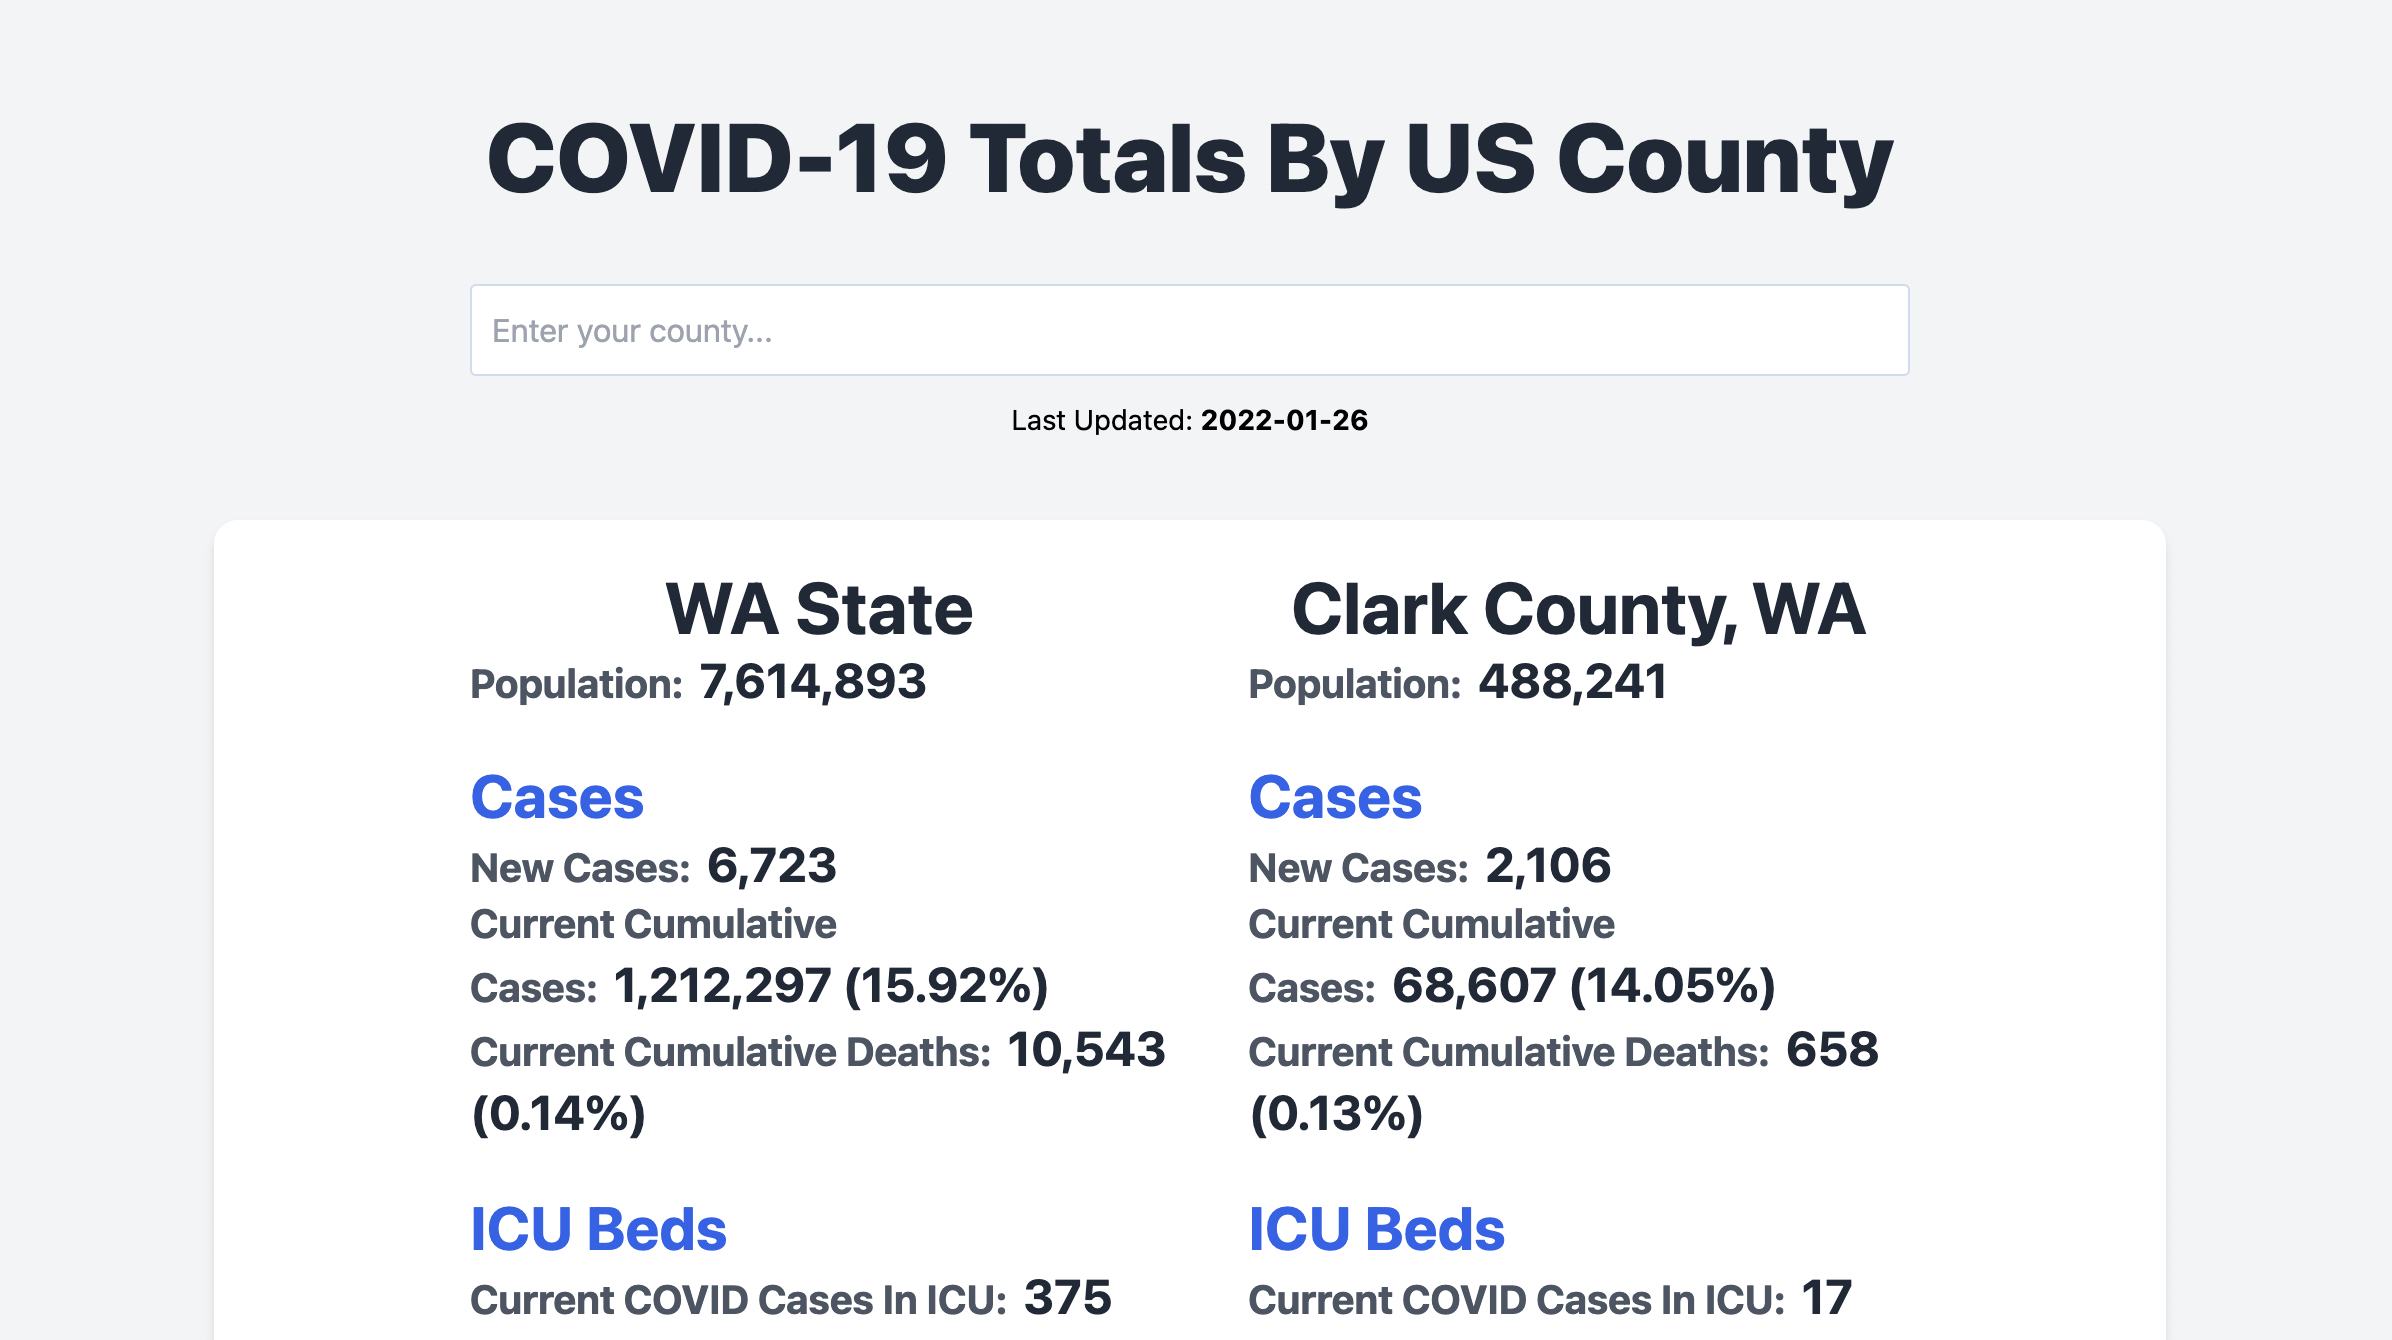 COVID-19 Totals By US County
Enter your county...
Last Updated: 2022-01-26
WA State
Population: 7,614,893
Cases
New Cases: 6,723
Current Cumulative
Cases: 1,212,297 (15.92%)
Current Cumulative Deaths: 10,543
(0.14%)
ICU Beds
Current COVID Cases In ICU: 375
Clark County, WA
Population: 488,241
Cases
New Cases: 2,106
Current Cumulative
Cases: 68,607 (14.05%)
Current Cumulative Deaths: 658
(0.13%)
ICU Beds
Current COVID Cases In ICU: 17